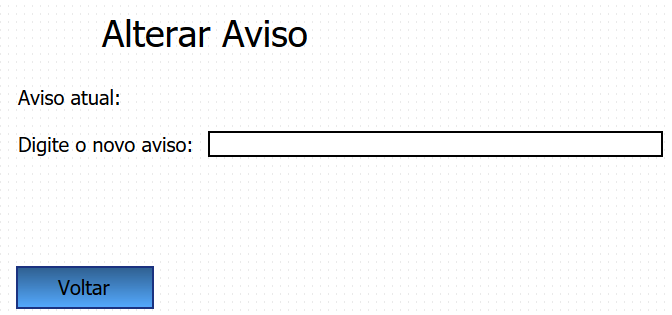 Alterar Aviso
Aviso atual:
Digite o novo aviso:
Voltar